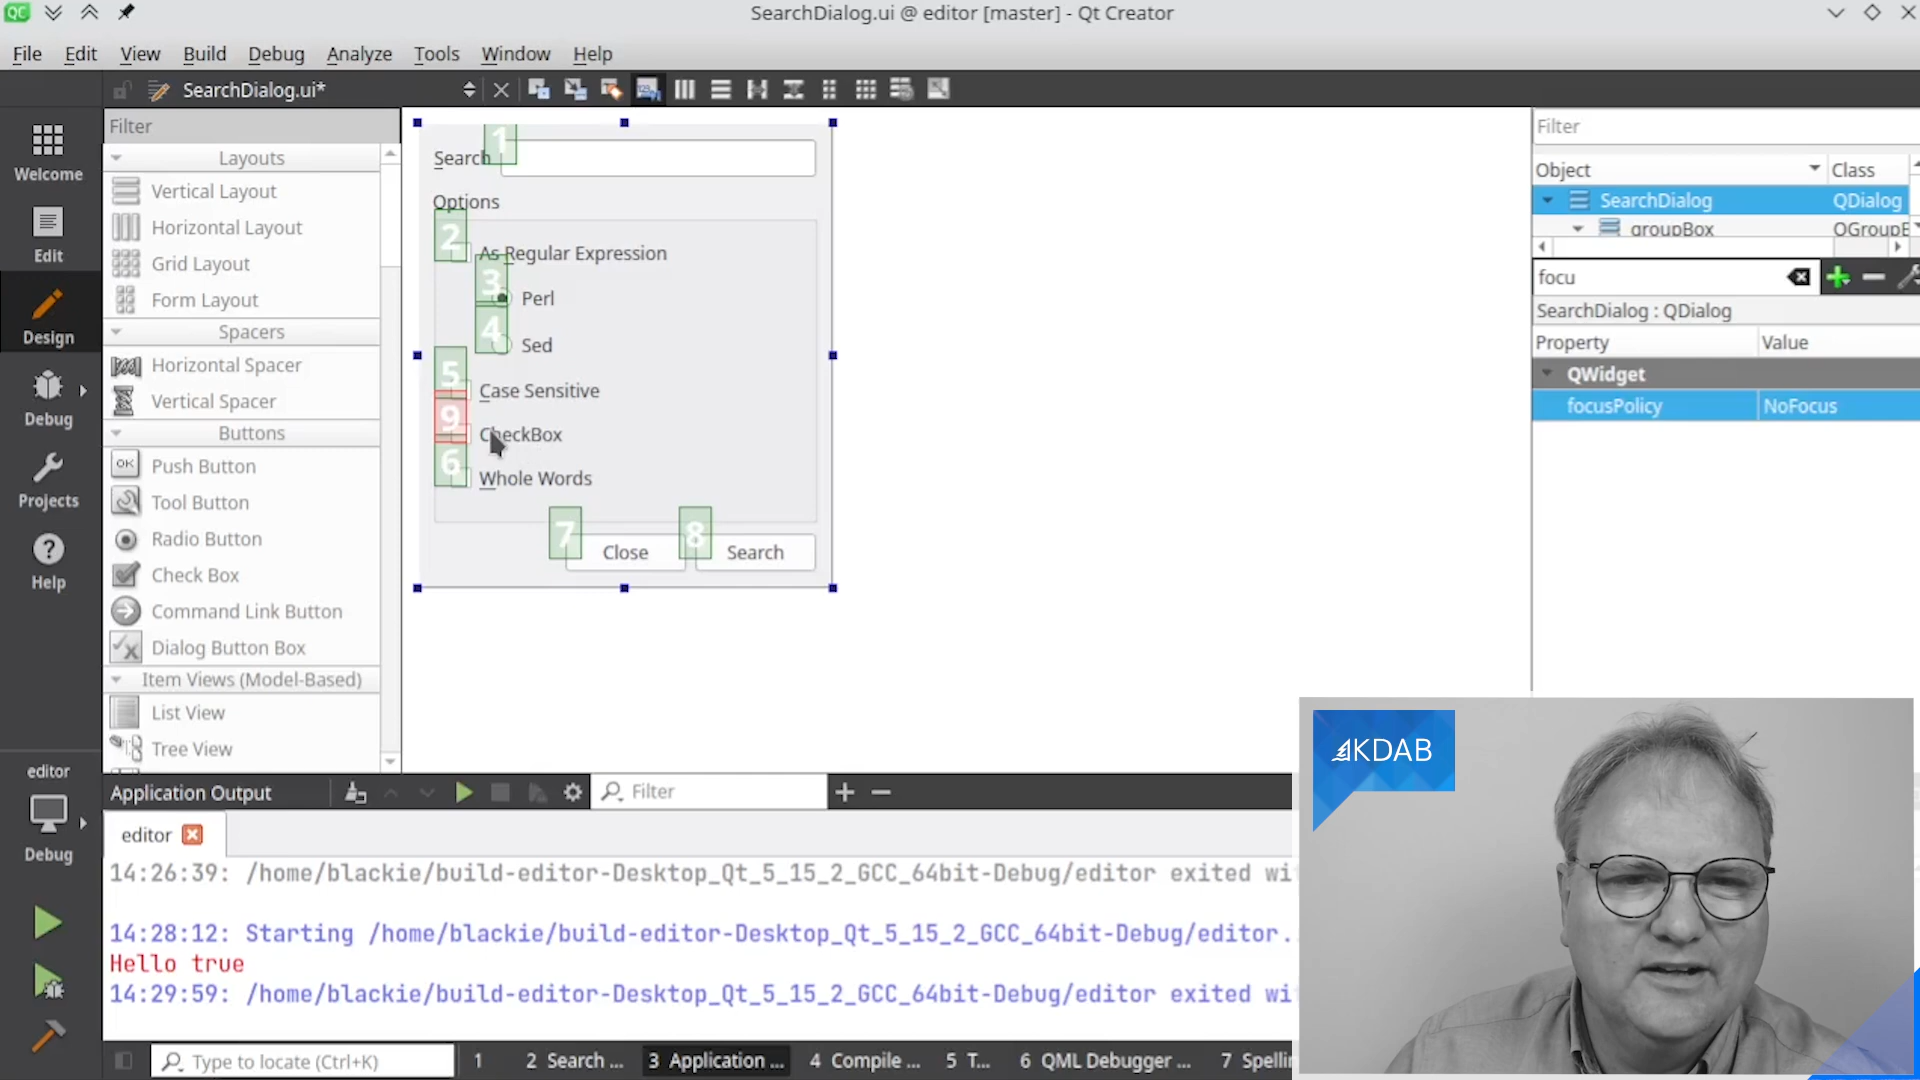 SearchDialog.ui @ editor [master] - Qt Creator
File Edit View Build Debug Analyze Tools Window Help
SearchDialog.ui*
Welcome
Edit
Design
Debug
Projects
Help
editor
Debug
Filter
Layouts
Vertical Layout
Horizontal Layout
Grid Layout
Form Layout
Spacers
Horizontal Spacer
Vertical Spacer
Buttons
OK Push Button
Tool Button
Radio Button
Check Box
Command Link Button
Dialog Button Box
Item Views (Model-Based)
List View
Tree View
1
Search
Options
2
As Regular Expression
3
Perl
4
Sed
5
Case Sensitive
9
CheckBox
6
Whole Words
7 Close 8 Search
Filter
Object Class
SearchDialog QDialog
groupBox
focu
SearchDialog : QDialog
Property Value
QWidget
focusPolicy NoFocus
Application Output Filter
editor
14:26:39: /home/blackie/build-editor-Desktop_Qt_5_15_2_GCC_64bit-Debug/editor exited wi
14:28:12: Starting /home/blackie/build-editor-Desktop_Qt_5_15_2_GCC_64bit-Debug/editor..
Hello true
14:29:59: /home/blackie/build-editor-Desktop_Qt_5_15_2_GCC_64bit-Debug/editor exited wi
Type to locate (Ctrl+K) 1 2 Search ... 3 Application ... 4 Compile ... 5 T... 6 QML Debugger ... 7 Spellin
KDAB